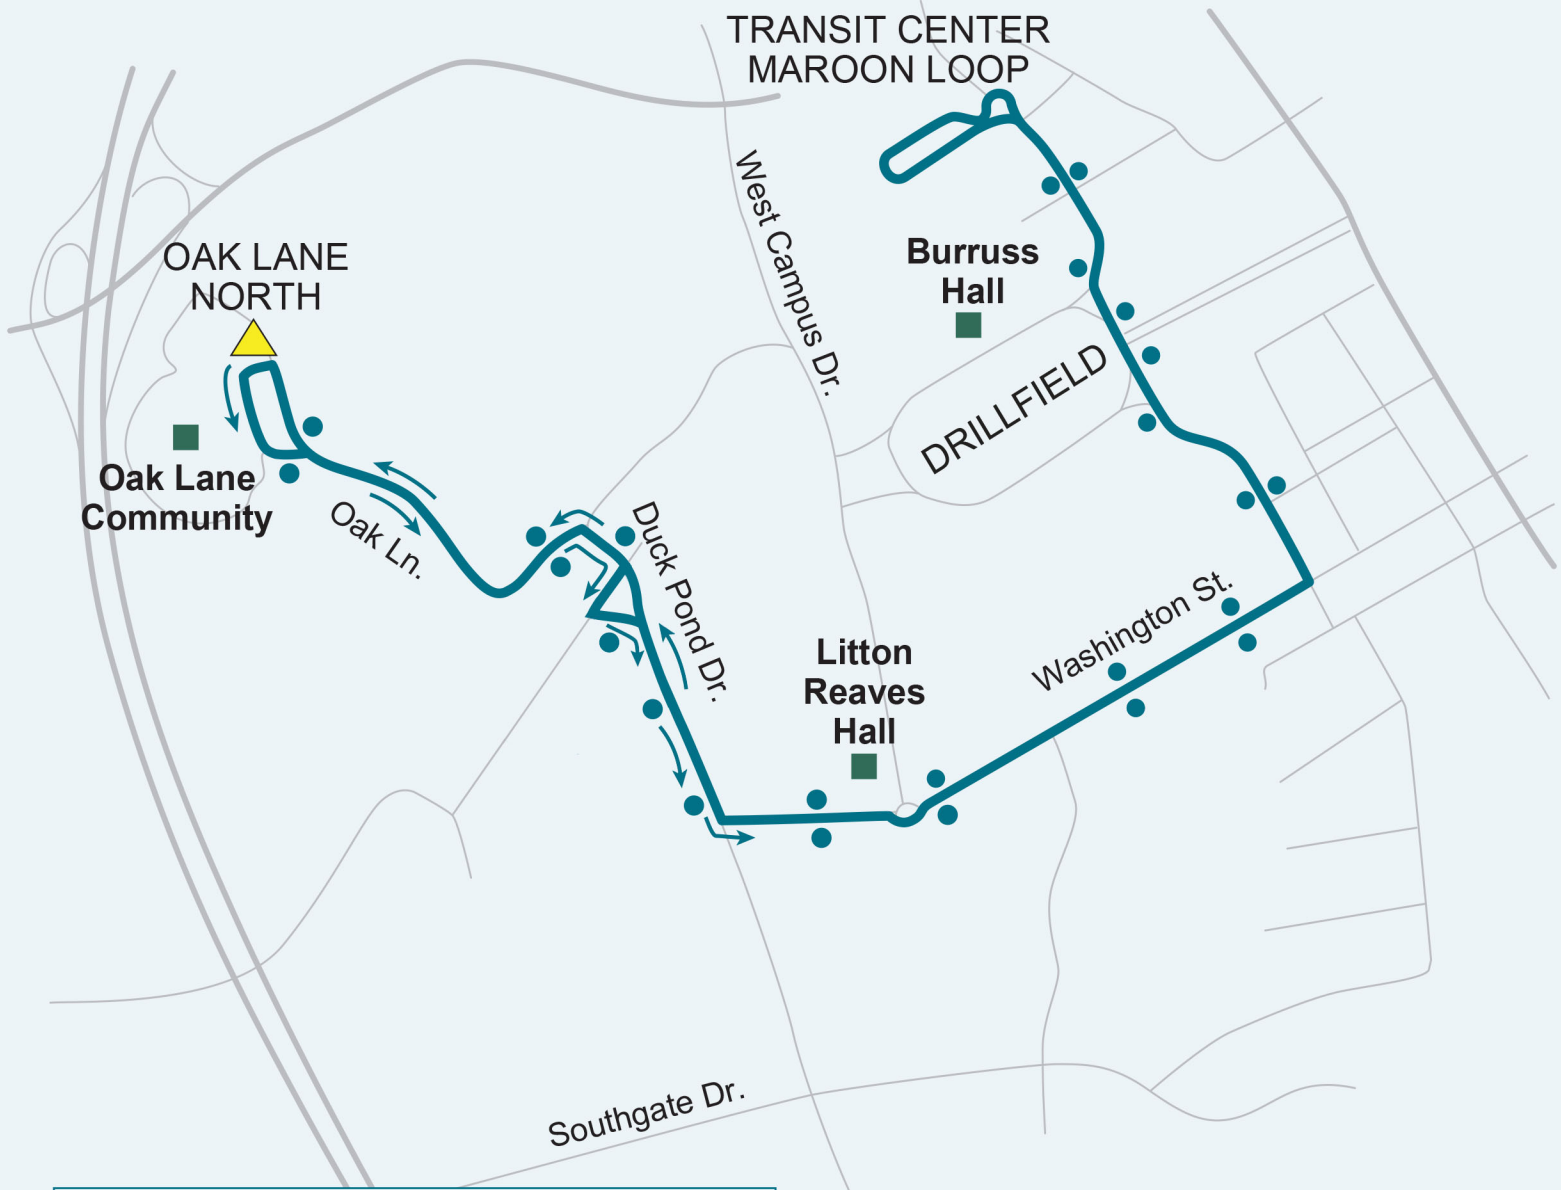 TRANSIT CENTER
MAROON LOOP
West Campus Dr.
Burruss
Hall
OAK LANE
NORTH
DRILLFIELD
Oak Lane
Community
Oak Ln.
Duck Pond Dr.
Washington St.
Litton
Reaves
Hall
Southgate Dr.